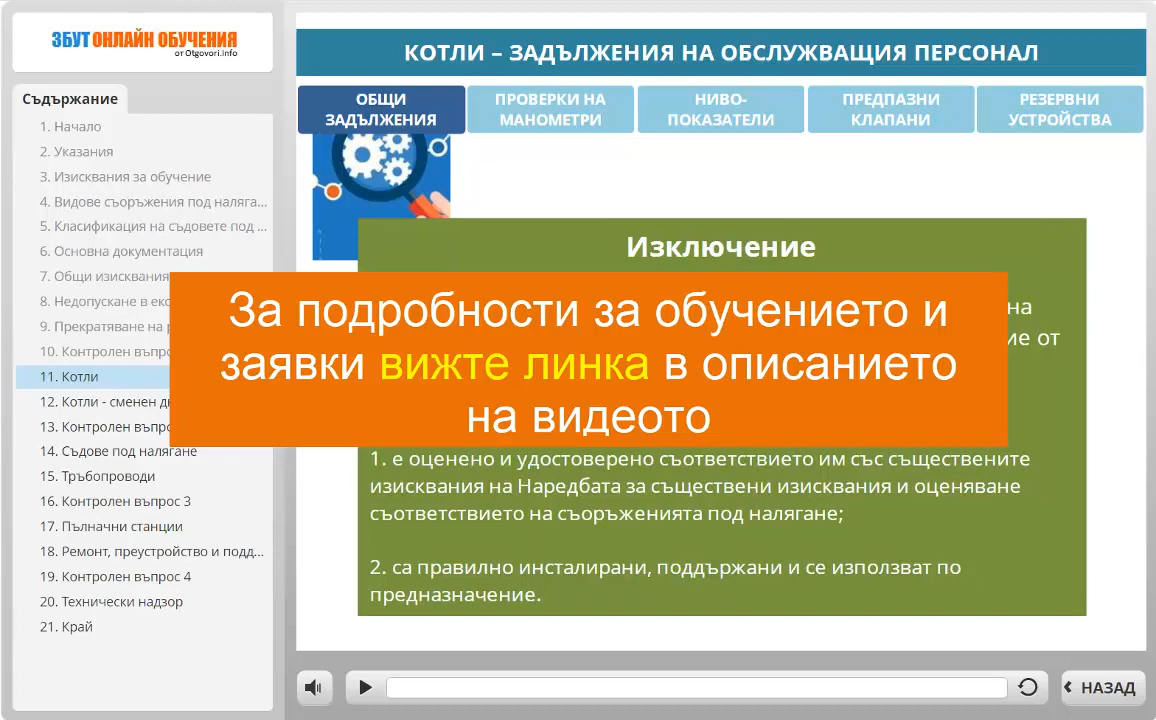 ЗБУТ ОНЛАЙН ОБУЧЕНИЯ
от Otgovori.Info
Съдържание
1. Начало
2. Указания
3. Изисквания за обучение
4. Видове съоръжения под наляга...
5. Класификация на съдовете под ...
6. Основна документация
7. Общи изисквания
8. Недопускане в
9. Прекратяване на
10. Контролен
11. Котли
12. Котли - сменен
13. Контролен
14. Съдове под налягане
15. Тръбопроводи
16. Контролен въпрос 3
17. Пълначни станции
18. Ремонт, преустройство и подд...
19. Контролен въпрос 4
20. Технически надзор
21. Край
КОТЛИ – ЗАДЪЛЖЕНИЯ НА ОБСЛУЖВАЩИЯ ПЕРСОНАЛ
ОБЩИ
ЗАДЪЛЖЕНИЯ
ПРОВЕРКИ НА
МАНОМЕТРИ
НИВО-
ПОКАЗАТЕЛИ
ПРЕДПАЗНИ
КЛАПАНИ
РЕЗЕРВНИ
УСТРОЙСТВА
Изключение
на
от
За подробности за обучението и
заявки вижте линка в описанието
на видеото
1. е оценено и удостоверено съответствието им със съществените
изисквания на Наредбата за съществени изисквания и оценяване
съответствието на съоръженията под налягане;
2. са правилно инсталирани, поддържани и се използват по
предназначение.
НАЗАД